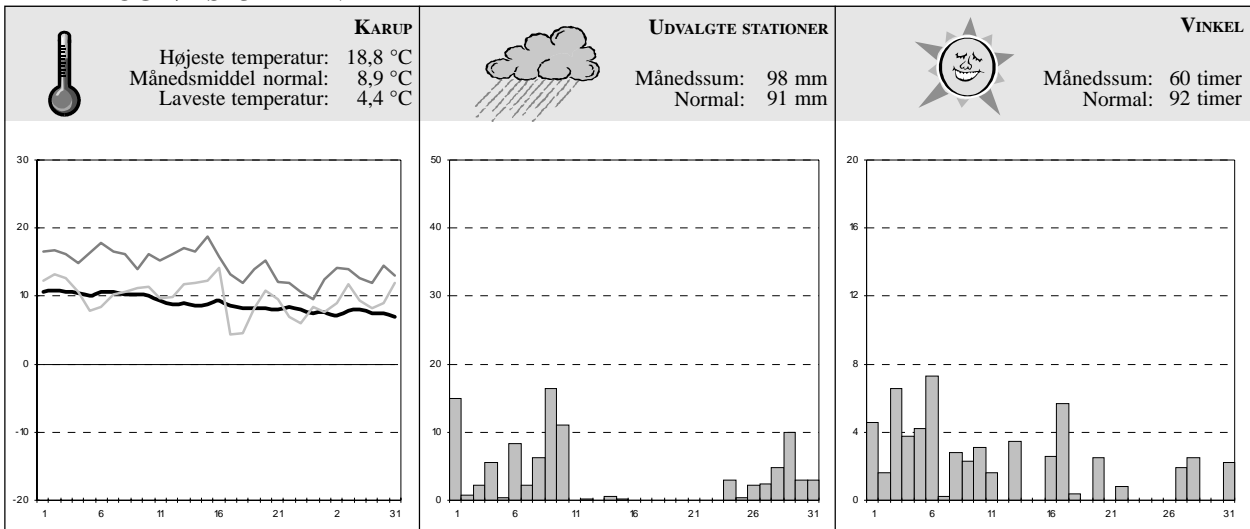 KARUP
Højeste temperatur: 18,8 °C
Månedsmiddel normal: 8,9 °C
Laveste temperatur: 4,4 °C
UDVALGTE STATIONER
Månedssum: 98 mm
Normal: 91 mm
VINKEL
Månedssum: 60 timer
Normal: 92 timer
30
20
10
0
-10
-20
1 6 11 16 21 2 31
50
40
30
20
10
0
1 6 11 16 21 26 31
20
16
12
8
4
0
1 6 11 16 21 26 31